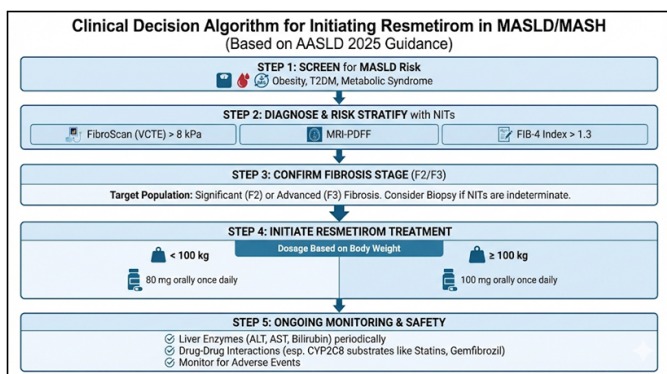 Clinical Decision Algorithm for Initiating Resmetirom in MASLD/MASH
(Based on AASLD 2025 Guidance)
STEP 1: SCREEN for MASLD Risk
Obesity, T2DM, Metabolic Syndrome
STEP 2: DIAGNOSE & RISK STRATIFY with NITs
FibroScan (VCTE) > 8 kPa
MRI-PDFF
FIB-4 Index > 1.3
STEP 3: CONFIRM FIBROSIS STAGE (F2/F3)
Target Population: Significant (F2) or Advanced (F3) Fibrosis. Consider Biopsy if NITs are indeterminate.
STEP 4: INITIATE RESMETIROM TREATMENT
Dosage Based on Body Weight
< 100 kg
80 mg orally once daily
≥ 100 kg
100 mg orally once daily
STEP 5: ONGOING MONITORING & SAFETY
Liver Enzymes (ALT, AST, Bilirubin) periodically
Drug-Drug Interactions (esp. CYP2C8 substrates like Statins, Gemfibrozil)
Monitor for Adverse Events